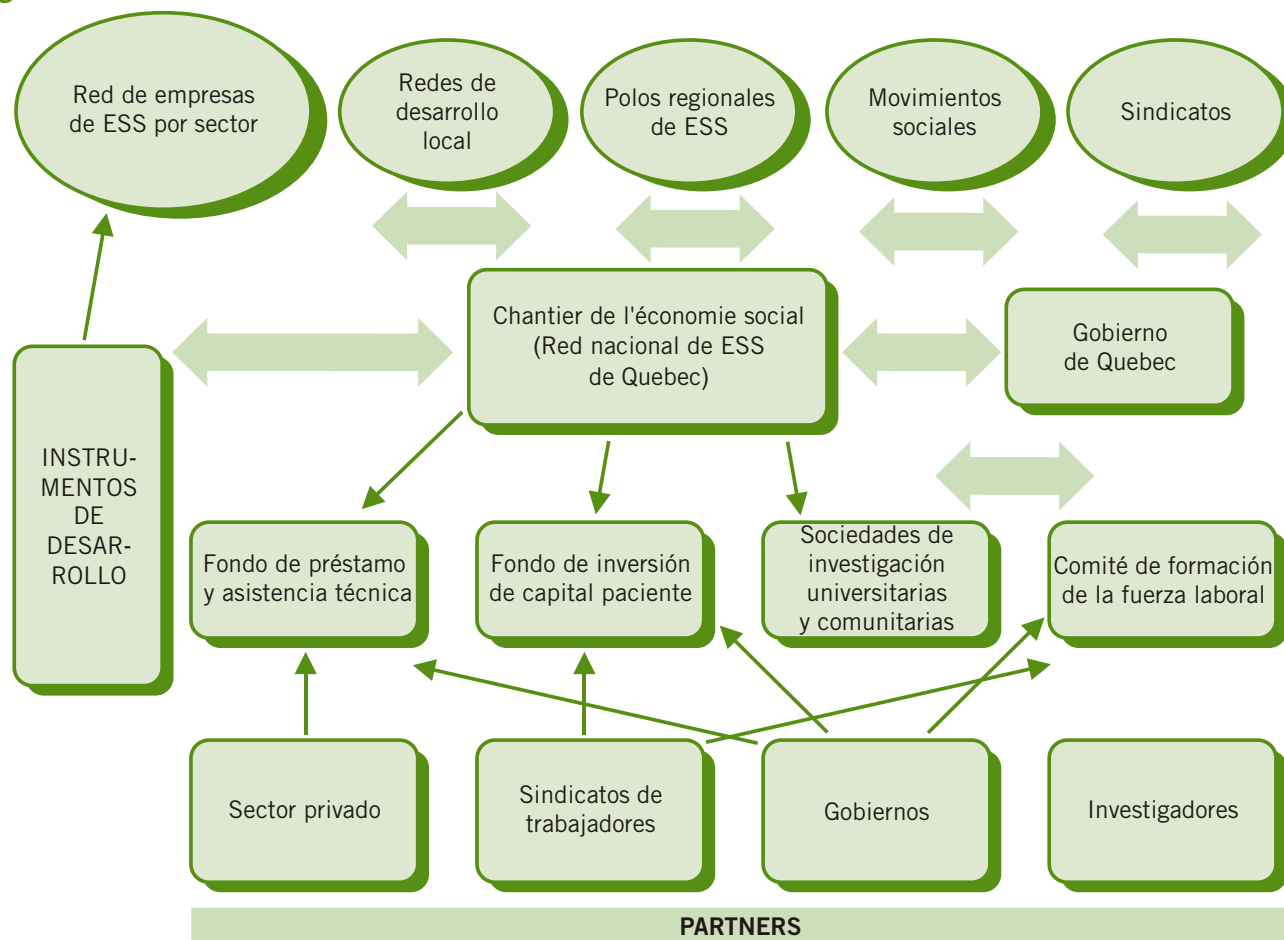 Red de empresas
de ESS por sector
Redes de
desarrollo
local
Polos regionales
de ESS
Movimientos
sociales
Sindicatos
Chantier de l'économie social
(Red nacional de ESS
de Quebec)
Gobierno
de Quebec
INSTRU-
MENTOS
DE
DESAR-
ROLLO
Fondo de préstamo
y asistencia técnica
Fondo de inversión
de capital paciente
Sociedades de
investigación
universitarias
y comunitarias
Comité de formación
de la fuerza laboral
Sector privado
Sindicatos de
trabajadores
Gobiernos
Investigadores
PARTNERS